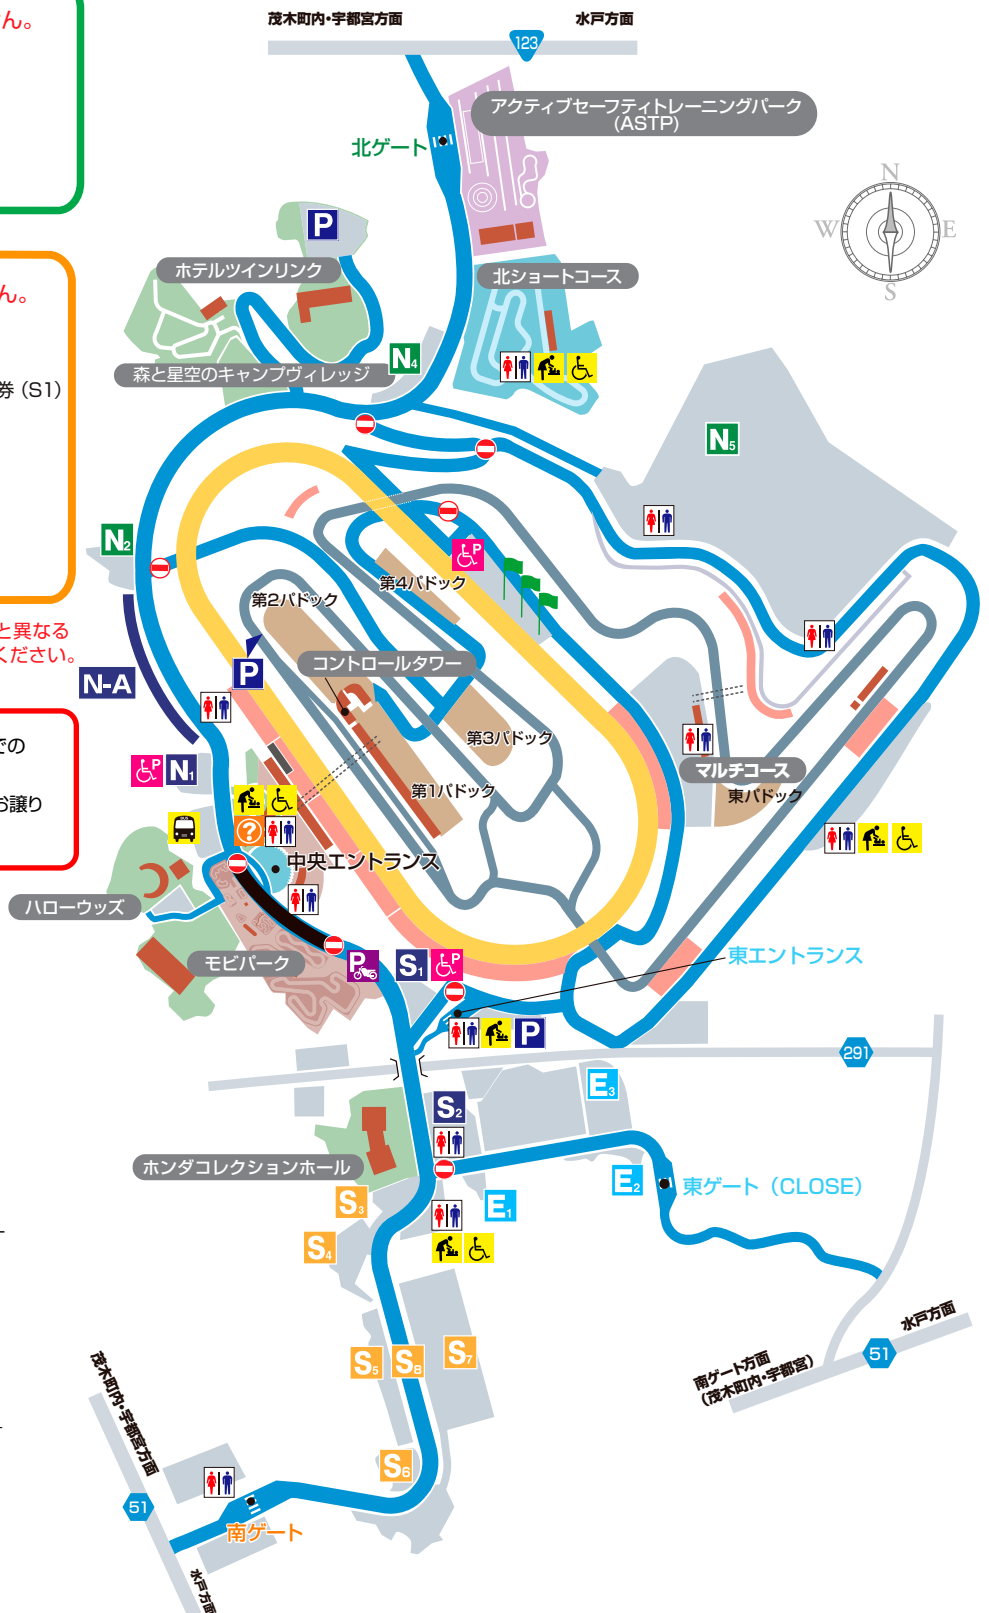 ん。
ん。
券 (S1)
と異なる
ください。
での
お譲り
茂木町内・宇都宮方面
水戸方面
123
アクティブセーフティトレーニングパーク
(ASTP)
北ゲート
N
W
E
S
P
ホテルツインリンク
北ショートコース
N4
森と星空のキャンプヴィレッジ
N5
N2
P
第4パドック
第2パドック
コントロールタワー
P
N-A
第3パドック
マルチコース
東パドック
P
N1
第1パドック
?
中央エントランス
ハローウッズ
モビパーク
P
S1
P
東エントランス
P
291
E3
S2
ホンダコレクションホール
E2
東ゲート（CLOSE）
S3
E1
S4
S5
S8
S7
水戸方面
51
南ゲート方面
（茂木町内・宇都宮）
茂木町内・宇都宮方面
S6
51
南ゲート
水戸方面